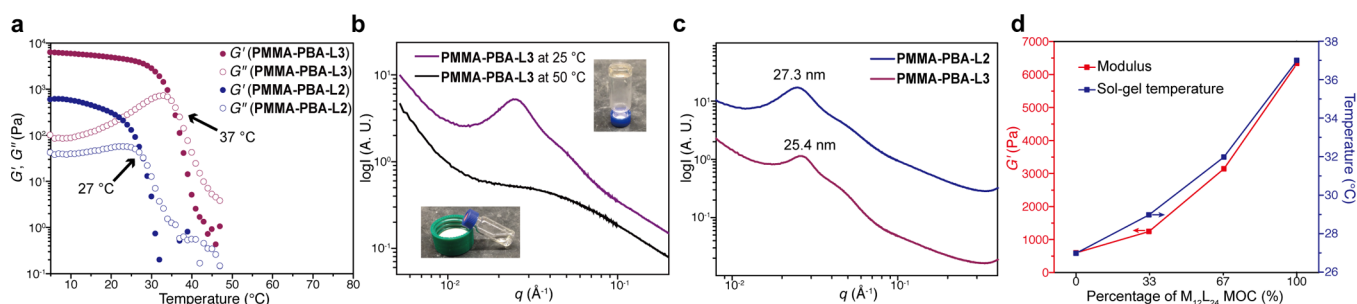 a
G′, G″ (Pa)
10⁴
10³
10²
10¹
10⁰
10⁻¹
G′ (PMMA-PBA-L3)
G″ (PMMA-PBA-L3)
G′ (PMMA-PBA-L2)
G″ (PMMA-PBA-L2)
37 °C
27 °C
10 20 30 40 50 60 70 80
Temperature (°C)
b
log(I) (A. U.)
10¹
10⁰
10⁻¹
PMMA-PBA-L3 at 25 °C
PMMA-PBA-L3 at 50 °C
10⁻² 10⁻¹
q (Å⁻¹)
c
log(I) (A. U.)
10¹
10⁰
10⁻¹
PMMA-PBA-L2
PMMA-PBA-L3
27.3 nm
25.4 nm
10⁻² 10⁻¹
q (Å⁻¹)
d
G′ (Pa)
7000
6000
5000
4000
3000
2000
1000
0
Modulus
Sol-gel temperature
38
36
34
32
30
28
26
Temperature (°C)
0 33 67 100
Percentage of M₁₂L₂₄ MOC (%)